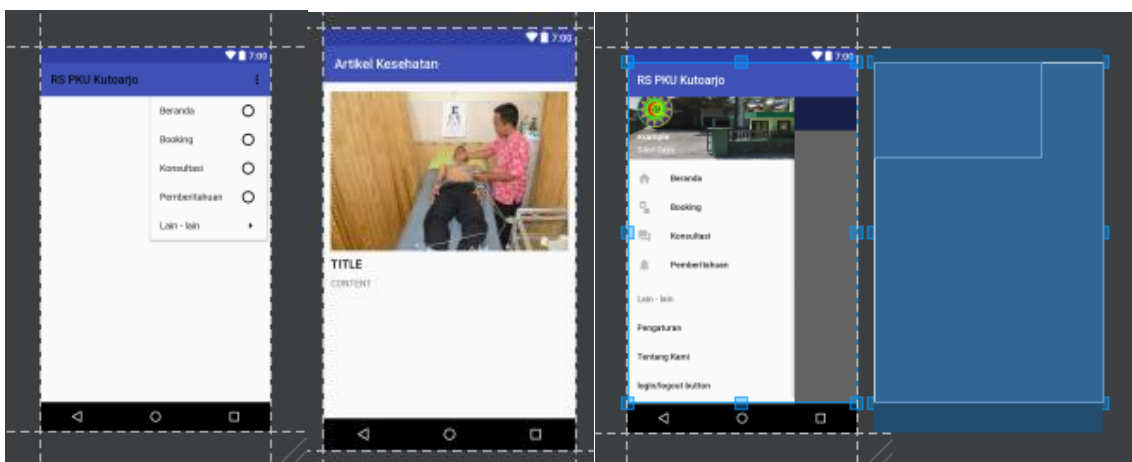 7:00
RS PKU Kutoarjo
Beranda
Booking
Konsultasi
Pemberitahuan
Lain - lain
7:00
Artikel Kesehatan
TITLE
CONTENT
7:00
RS PKU Kutoarjo
example
Beranda
Booking
Konsultasi
Pemberitahuan
Lain - lain
Pengaturan
Tentang Kami
login/logout button